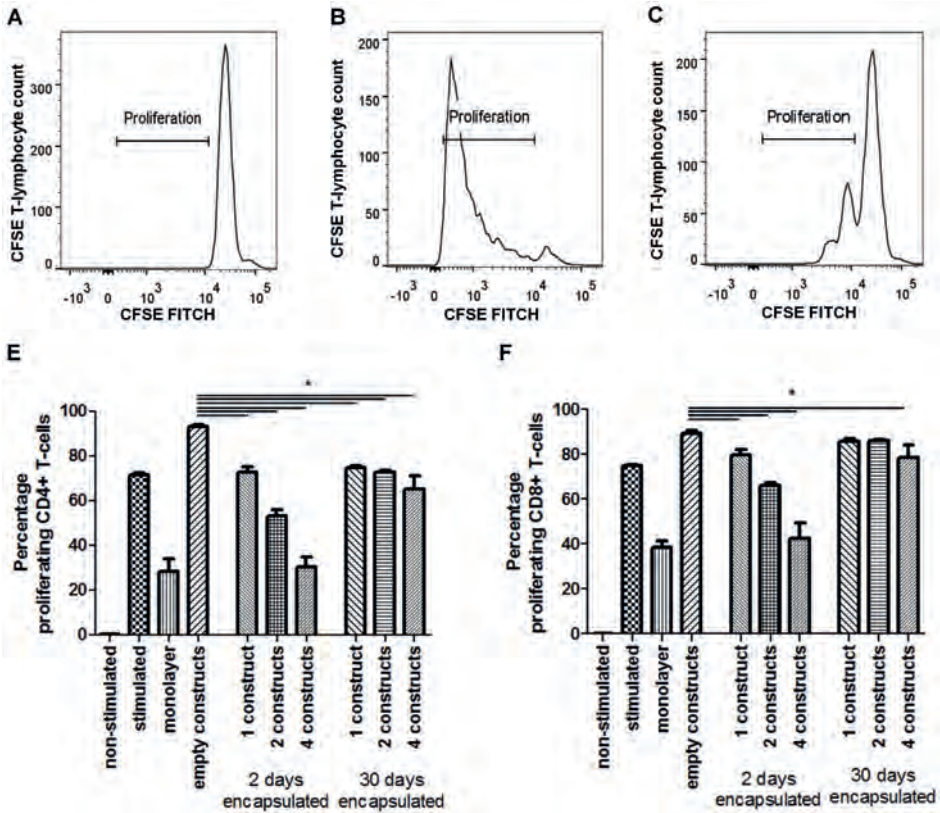 A
B
C
CFSE T-lymphocyte count
300
200
100
0
Proliferation
-10³ 0 10³ 10⁴ 10⁵
CFSE FITCH
CFSE T-lymphocyte count
200
150
100
50
0
Proliferation
-10³ 0 10³ 10⁴ 10⁵
CFSE FITCH
CFSE T-lymphocyte count
200
150
100
50
0
Proliferation
-10³ 0 10³ 10⁴ 10⁵
CFSE FITCH
E
Percentage
proliferating CD4+ T-cells
100
80
60
40
20
0
*
non-stimulated
stimulated
monolayer
empty constructs
1 construct
2 constructs
4 constructs
1 construct
2 constructs
4 constructs
2 days
encapsulated
30 days
encapsulated
F
Percentage
proliferating CD8+ T-cells
100
80
60
40
20
0
*
non-stimulated
stimulated
monolayer
empty constructs
1 construct
2 constructs
4 constructs
1 construct
2 constructs
4 constructs
2 days
encapsulated
30 days
encapsulated